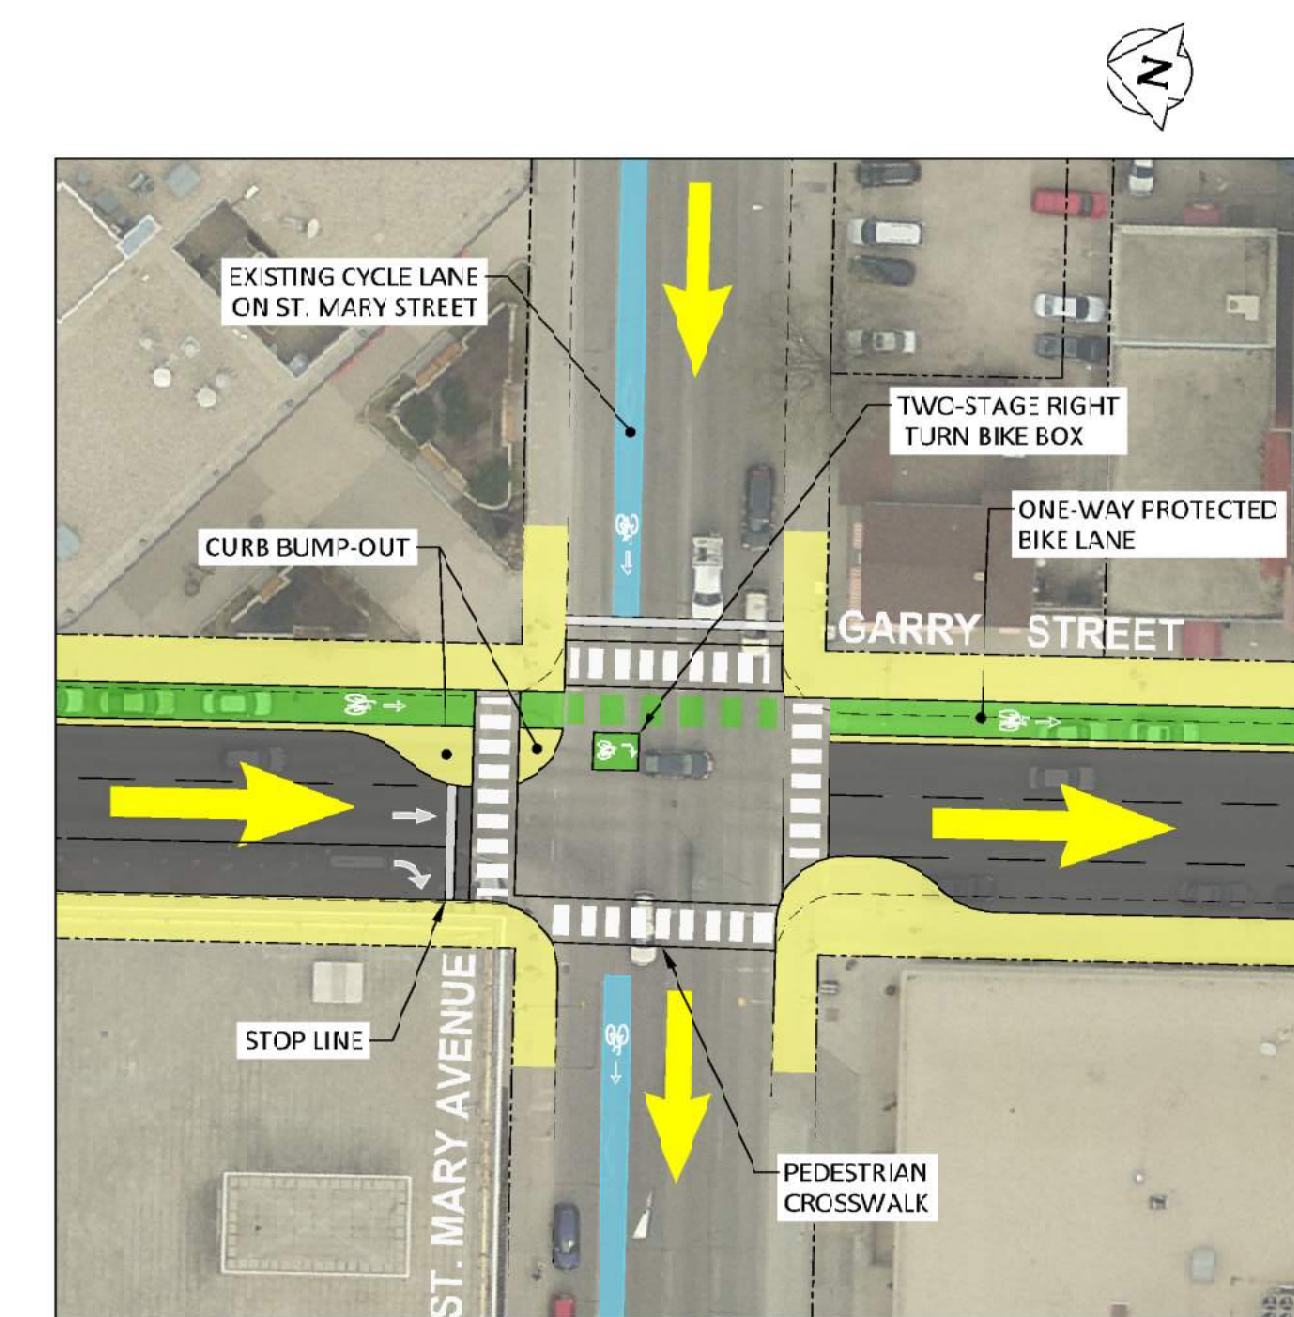 N
EXISTING CYCLE LANE
ON ST. MARY STREET
TWO-STAGE RIGHT
TURN BIKE BOX
ONE-WAY PROTECTED
BIKE LANE
CURB BUMP-OUT
GARRY STREET
STOP LINE
ST. MARY AVENUE
PEDESTRIAN
CROSSWALK